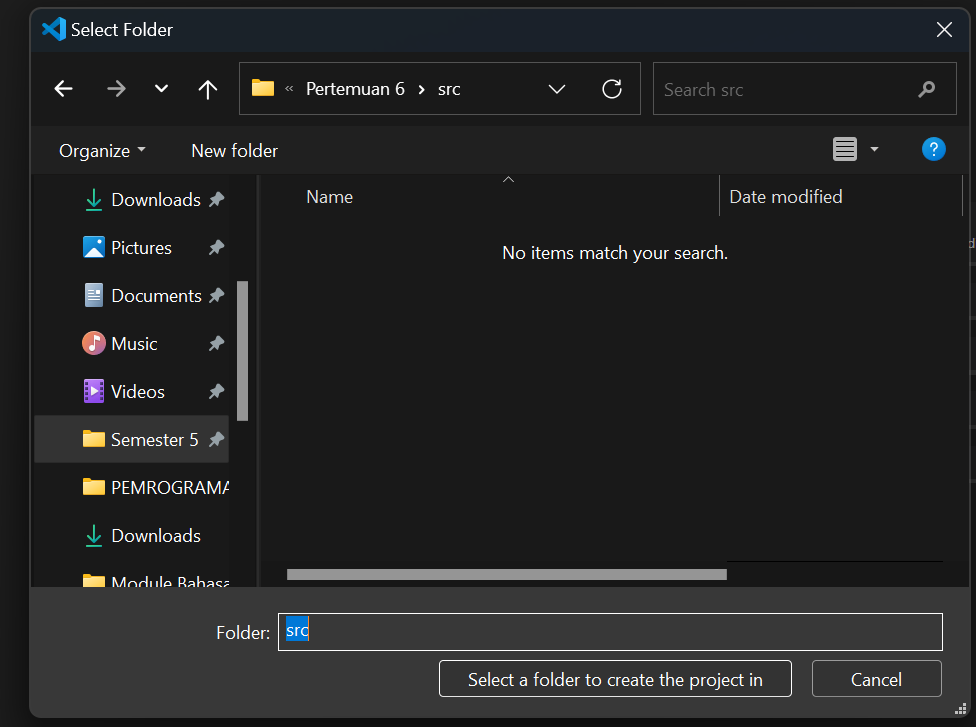 Select Folder
« Pertemuan 6 › src
Search src
Organize
New folder
?
Name
Date modified
No items match your search.
Downloads
Pictures
Documents
Music
Videos
Semester 5
PEMROGRAMA
Downloads
Module Bahasa
d
Folder: src
Select a folder to create the project in
Cancel